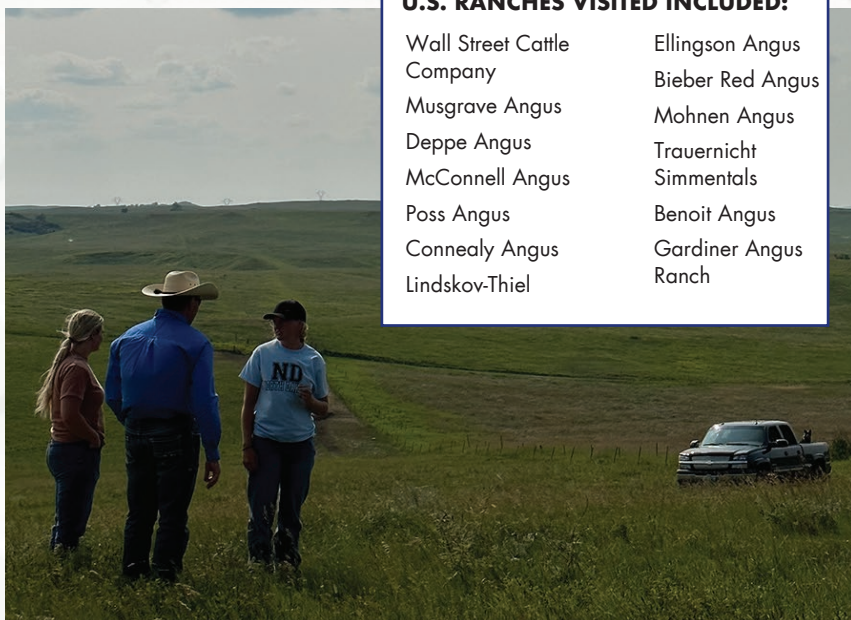 U.S. RANCHES VISITED INCLUDED:
Wall Street Cattle
Company
Musgrave Angus
Deppe Angus
McConnell Angus
Poss Angus
Connealy Angus
Lindskov-Thiel
Ellingson Angus
Bieber Red Angus
Mohnen Angus
Trauernicht
Simmentals
Benoit Angus
Gardiner Angus
Ranch
ND